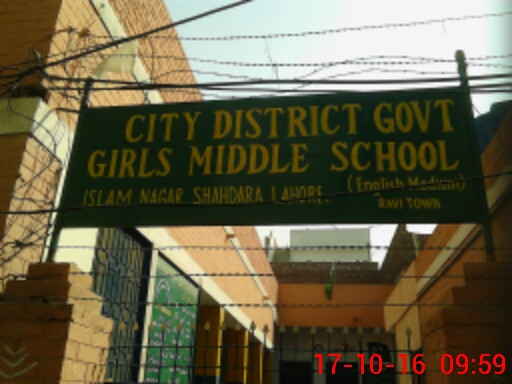 CITY DISTRICT GOVT
GIRLS MIDDLE SCHOOL
ISLAM NAGAR SHAHDARA LAHORE. (English Medium)
RAVI TOWN
17-10-16 09:59